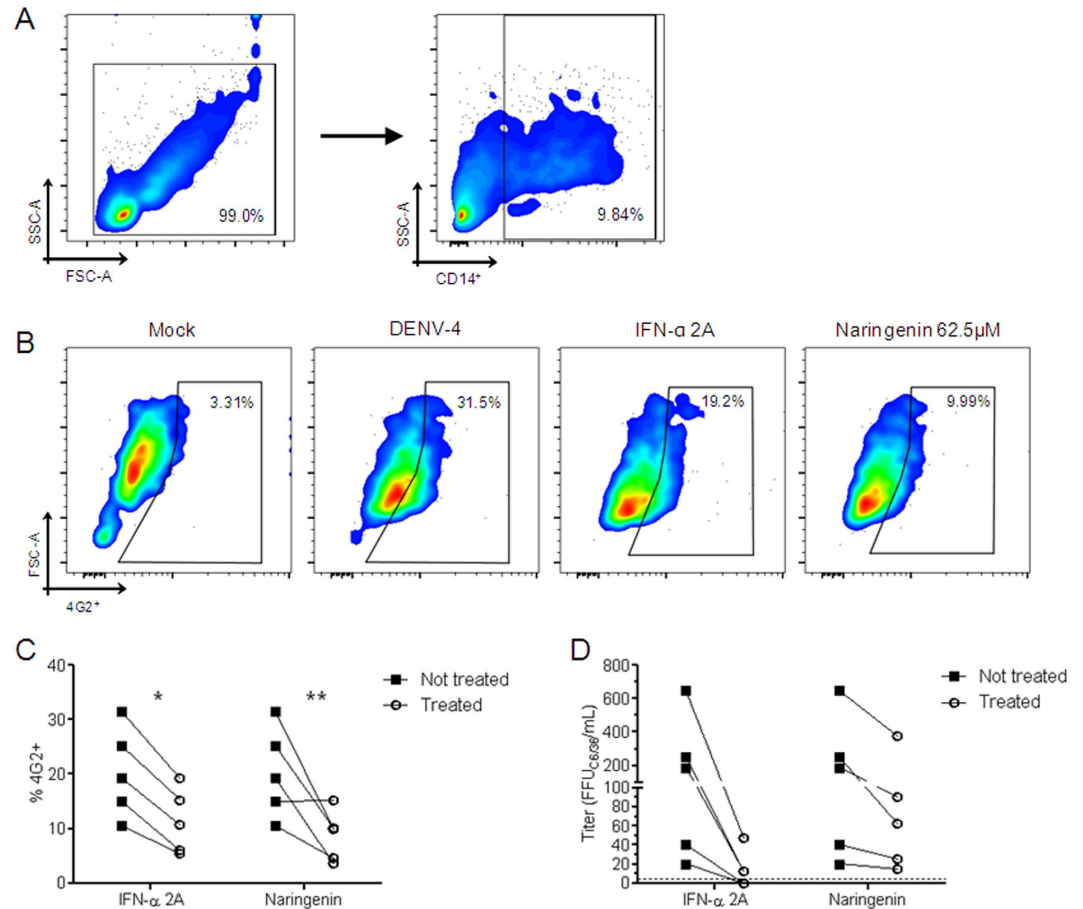 A
SSC-A
99.0%
FSC-A
SSC-A
9.84%
CD14+
B
Mock
DENV-4
IFN-α 2A
Naringenin 62.5µM
3.31%
31.5%
19.2%
9.99%
FSC-A
4G2+
C
% 4G2+
40
30
20
10
0
*
**
Not treated
Treated
IFN-α 2A
Naringenin
D
Titer (FFU C6/36/mL)
800
600
400
200
100
80
60
40
20
0
Not treated
Treated
IFN-α 2A
Naringenin